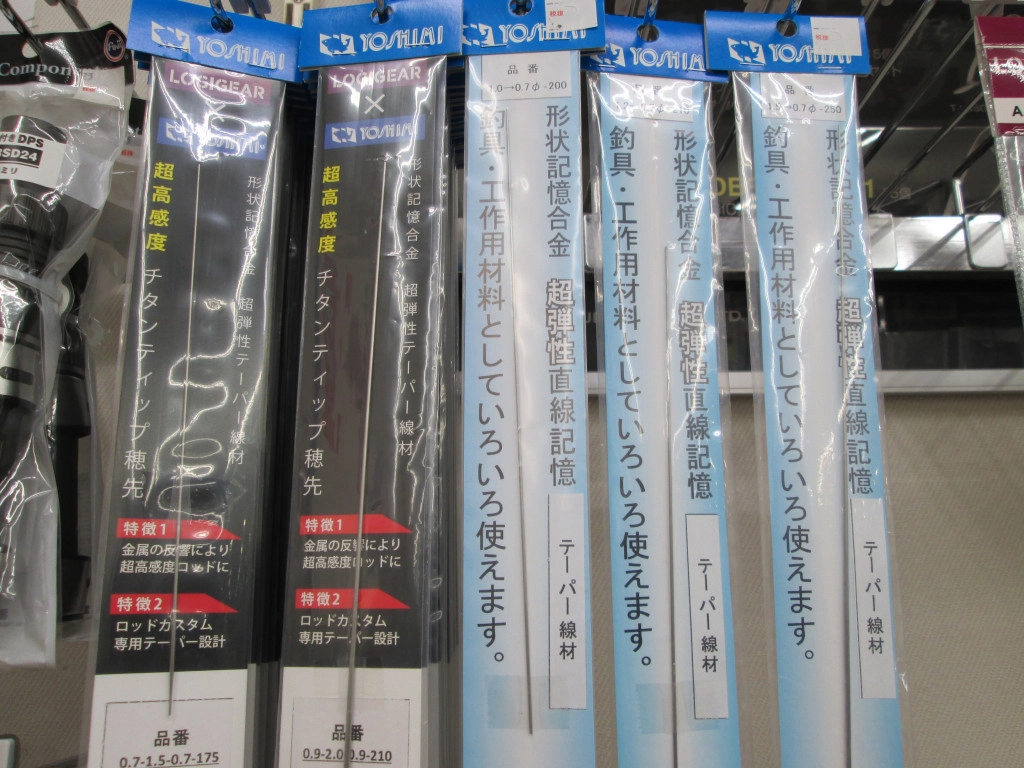 Compon
DPS
SD24
YOSHIMI
LOGIGEAR
YOSHIMI
超高感度 チタンティップ 穂先
形状記憶合金 超弾性テーパー線材
特徴1
金属の反響により
超高感度ロッドに
特徴2
ロッドカスタム
専用テーパー設計
品番
0.7-1.5-0.7-175
YOSHIMI
LOGIGEAR
×
YOSHIMI
超高感度 チタンティップ 穂先
形状記憶合金 超弾性テーパー線材
特徴1
金属の反響により
超高感度ロッドに
特徴2
ロッドカスタム
専用テーパー設計
品番
0.9-2.0-0.9-210
YOSHIMI
品番
1.0→0.7φ-200
形状記憶合金 超弾性直線記憶
釣具・工作用材料としていろいろ使えます。
テーパー線材
YOSHIMI
形状記憶合金 超弾性直線記憶
釣具・工作用材料としていろいろ使えます。
テーパー線材
YOSHIMI
品番
形状記憶合金 超弾性直線記憶
釣具・工作用材料としていろいろ使えます。
テーパー線材
A